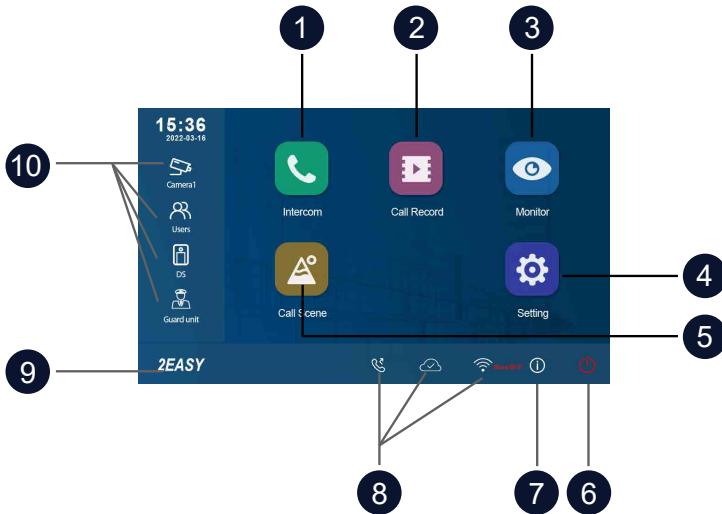 1
2
3
15:36
2022-03-16
10
Camera1
Intercom
Call Record
Monitor
Users
DS
4
Guard unit
Call Scene
Setting
5
9
2EASY
8
7
6